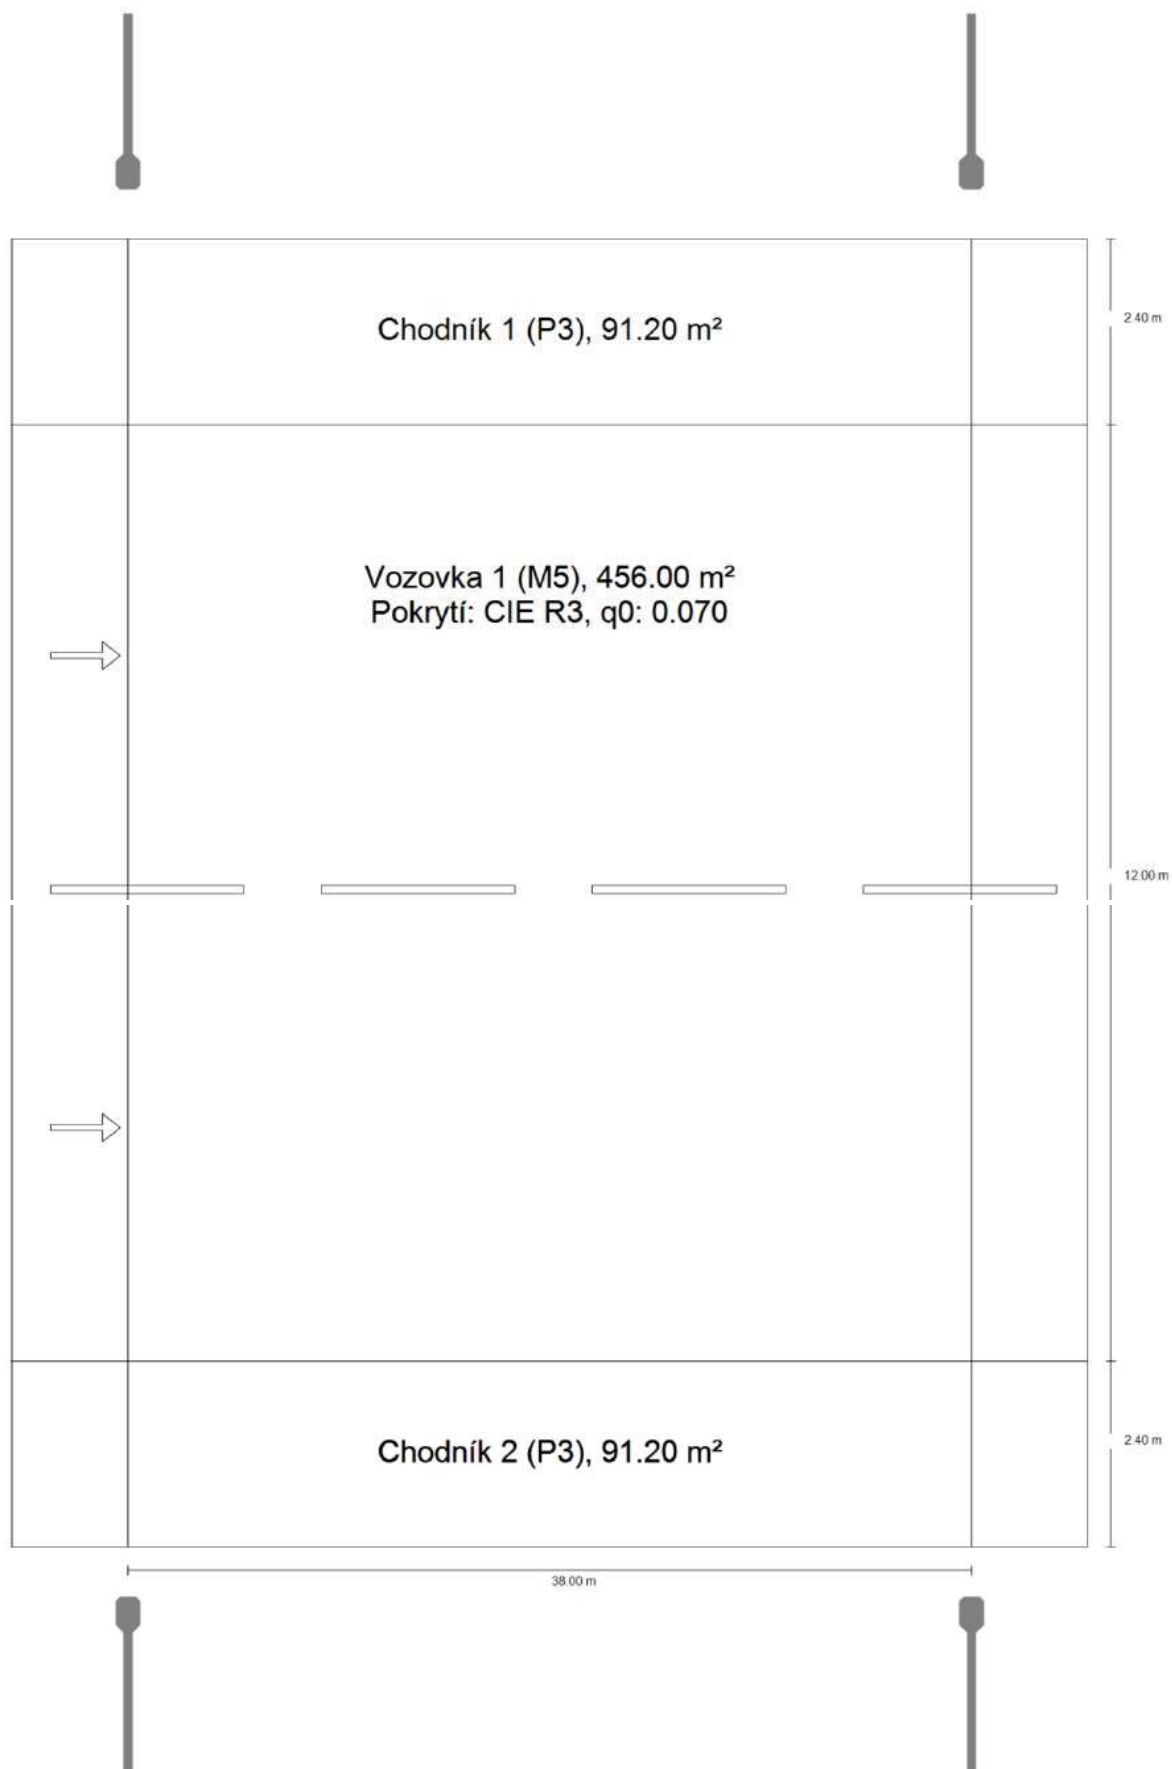 Chodník 1 (P3), 91.20 m²
2.40 m
Vozovka 1 (M5), 456.00 m²
Pokrytí: CIE R3, q0: 0.070
12.00 m
Chodník 2 (P3), 91.20 m²
2.40 m
38.00 m